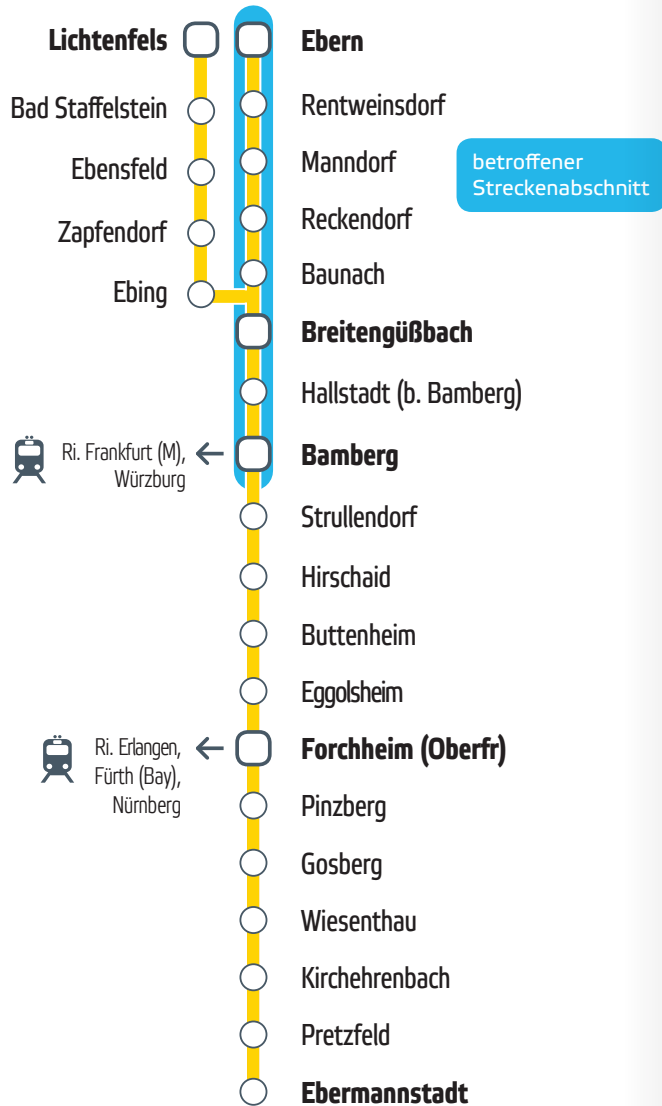 Lichtenfels
Bad Staffelstein
Ebensfeld
Zapfendorf
Ebing
Ebern
Rentweinsdorf
Manndorf
Reckendorf
Baunach
Breitengüßbach
Hallstadt (b. Bamberg)
Bamberg
Strullendorf
Hirschaid
Buttenheim
Eggolsheim
Forchheim (Oberfr)
Pinzberg
Gosberg
Wiesenthau
Kirchehrenbach
Pretzfeld
Ebermannstadt
betroffener
Streckenabschnitt
Ri. Frankfurt (M),
Würzburg
Ri. Erlangen,
Fürth (Bay),
Nürnberg